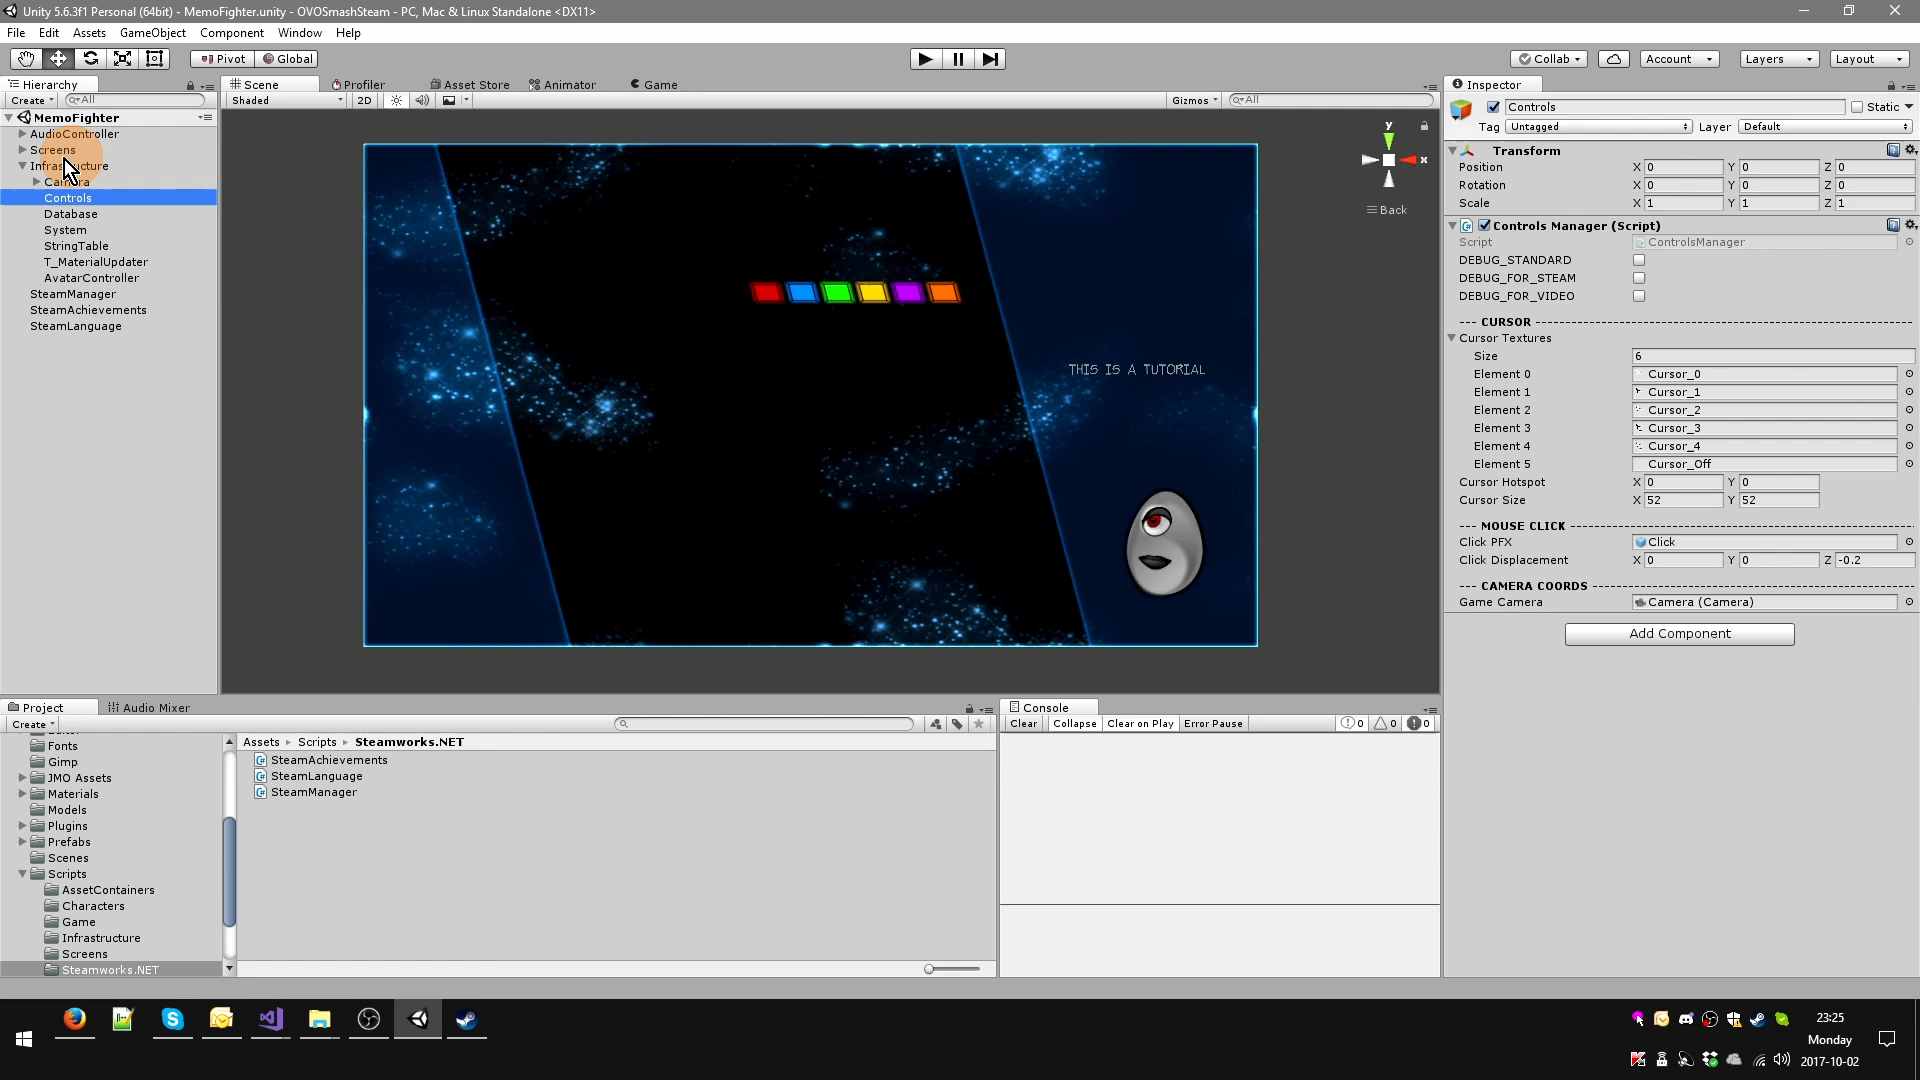 Unity 5.6.3f1 Personal (64bit) - MemoFighter.unity - OVOSmashSteam - PC, Mac & Linux Standalone <DX11>
File Edit Assets GameObject Component Window Help
Pivot Global Collab Account Layers Layout
Hierarchy
Create All
MemoFighter
AudioController
Screens
Infrastructure
Camera
Controls
Database
System
StringTable
T_MaterialUpdater
AvatarController
SteamManager
SteamAchievements
SteamLanguage
Scene Profiler Asset Store Animator Game
Shaded 2D Gizmos All
y
x
Back
THIS IS A TUTORIAL
Inspector
Controls Static
Tag Untagged Layer Default
Transform
Position X 0 Y 0 Z 0
Rotation X 0 Y 0 Z 0
Scale X 1 Y 1 Z 1
Controls Manager (Script)
Script ControlsManager
DEBUG_STANDARD
DEBUG_FOR_STEAM
DEBUG_FOR_VIDEO
--- CURSOR ---
Cursor Textures
Size 6
Element 0 Cursor_0
Element 1 Cursor_1
Element 2 Cursor_2
Element 3 Cursor_3
Element 4 Cursor_4
Element 5 Cursor_Off
Cursor Hotspot X 0 Y 0
Cursor Size X 52 Y 52
--- MOUSE CLICK ---
Click PFX Click
Click Displacement X 0 Y 0 Z -0.2
--- CAMERA COORDS ---
Game Camera Camera (Camera)
Add Component
Project Audio Mixer
Create
Fonts
Gimp
JMO Assets
Materials
Models
Plugins
Prefabs
Scenes
Scripts
AssetContainers
Characters
Game
Infrastructure
Screens
Steamworks.NET
Assets Scripts Steamworks.NET
SteamAchievements
SteamLanguage
SteamManager
Console
Clear Collapse Clear on Play Error Pause 0 0 0
23:25
Monday
2017-10-02